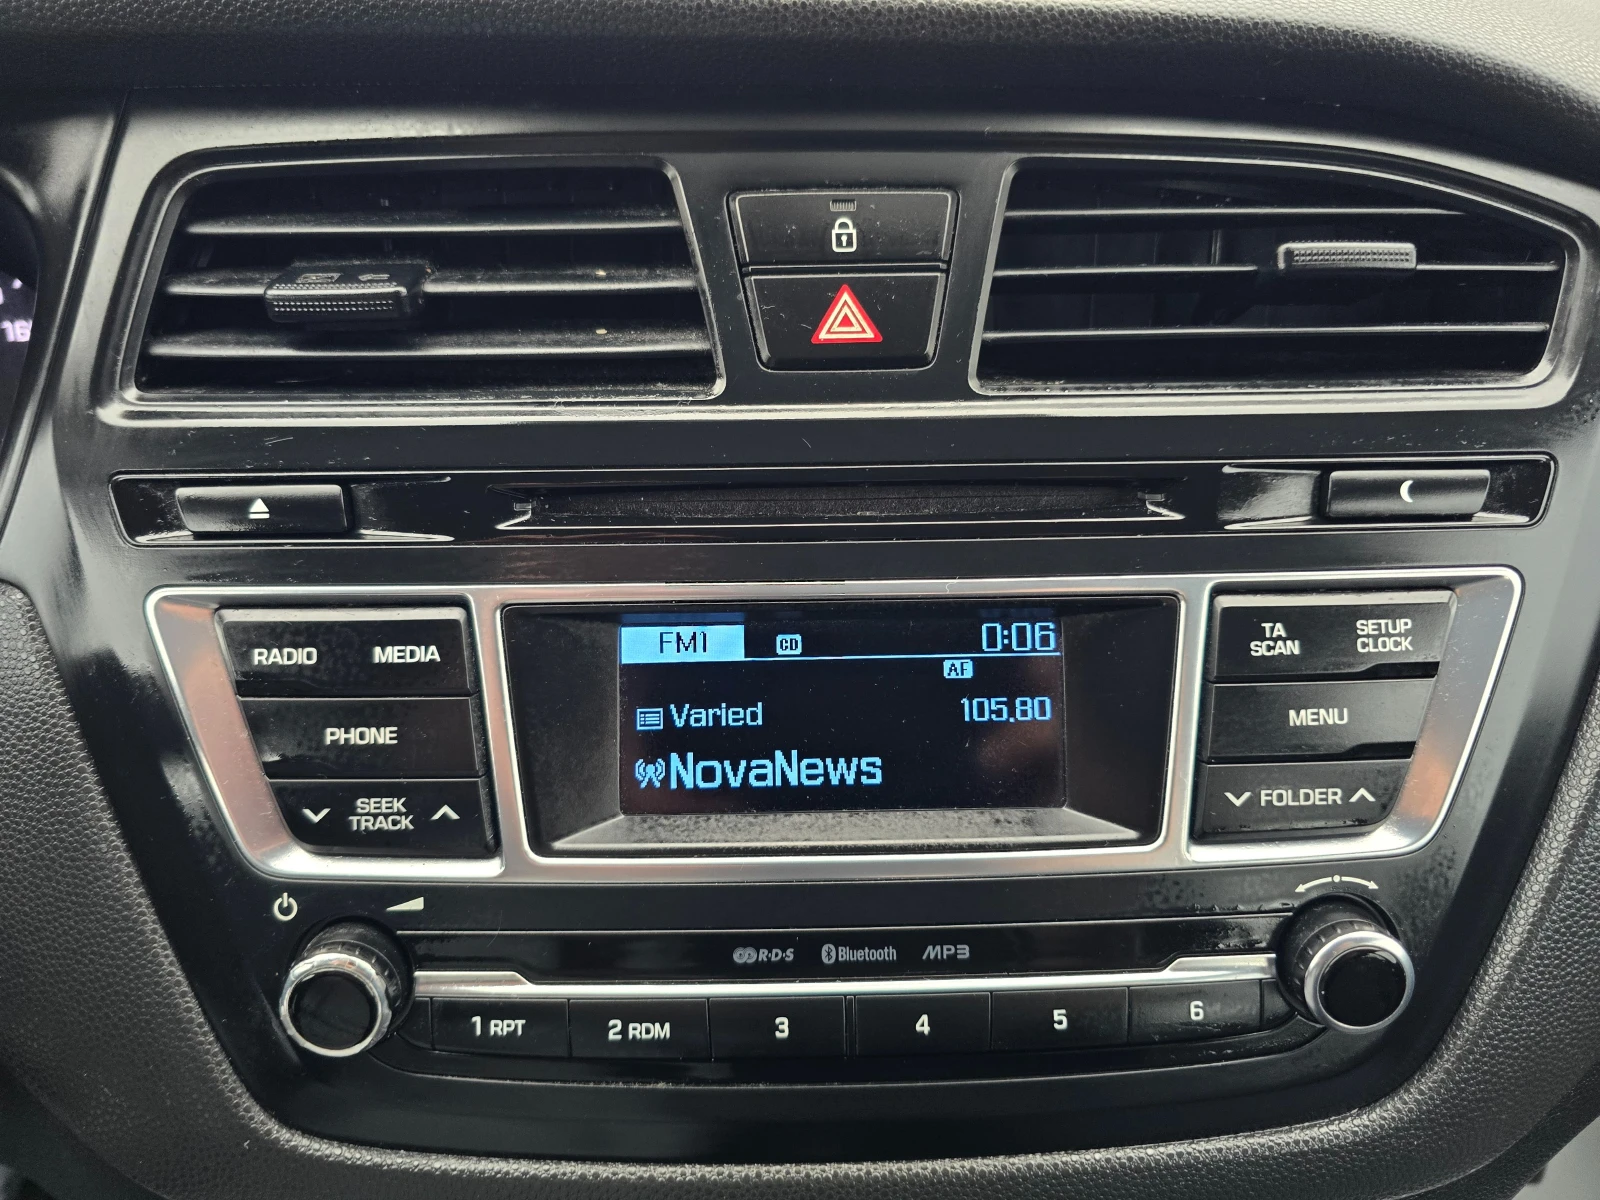 FM1 CD 0:06
AF
Varied 105.80
NovaNews
RADIO MEDIA
PHONE
SEEK
TRACK
TA
SCAN
SETUP
CLOCK
MENU
FOLDER
R·D·S Bluetooth MP3
1 RPT 2 RDM 3 4 5 6